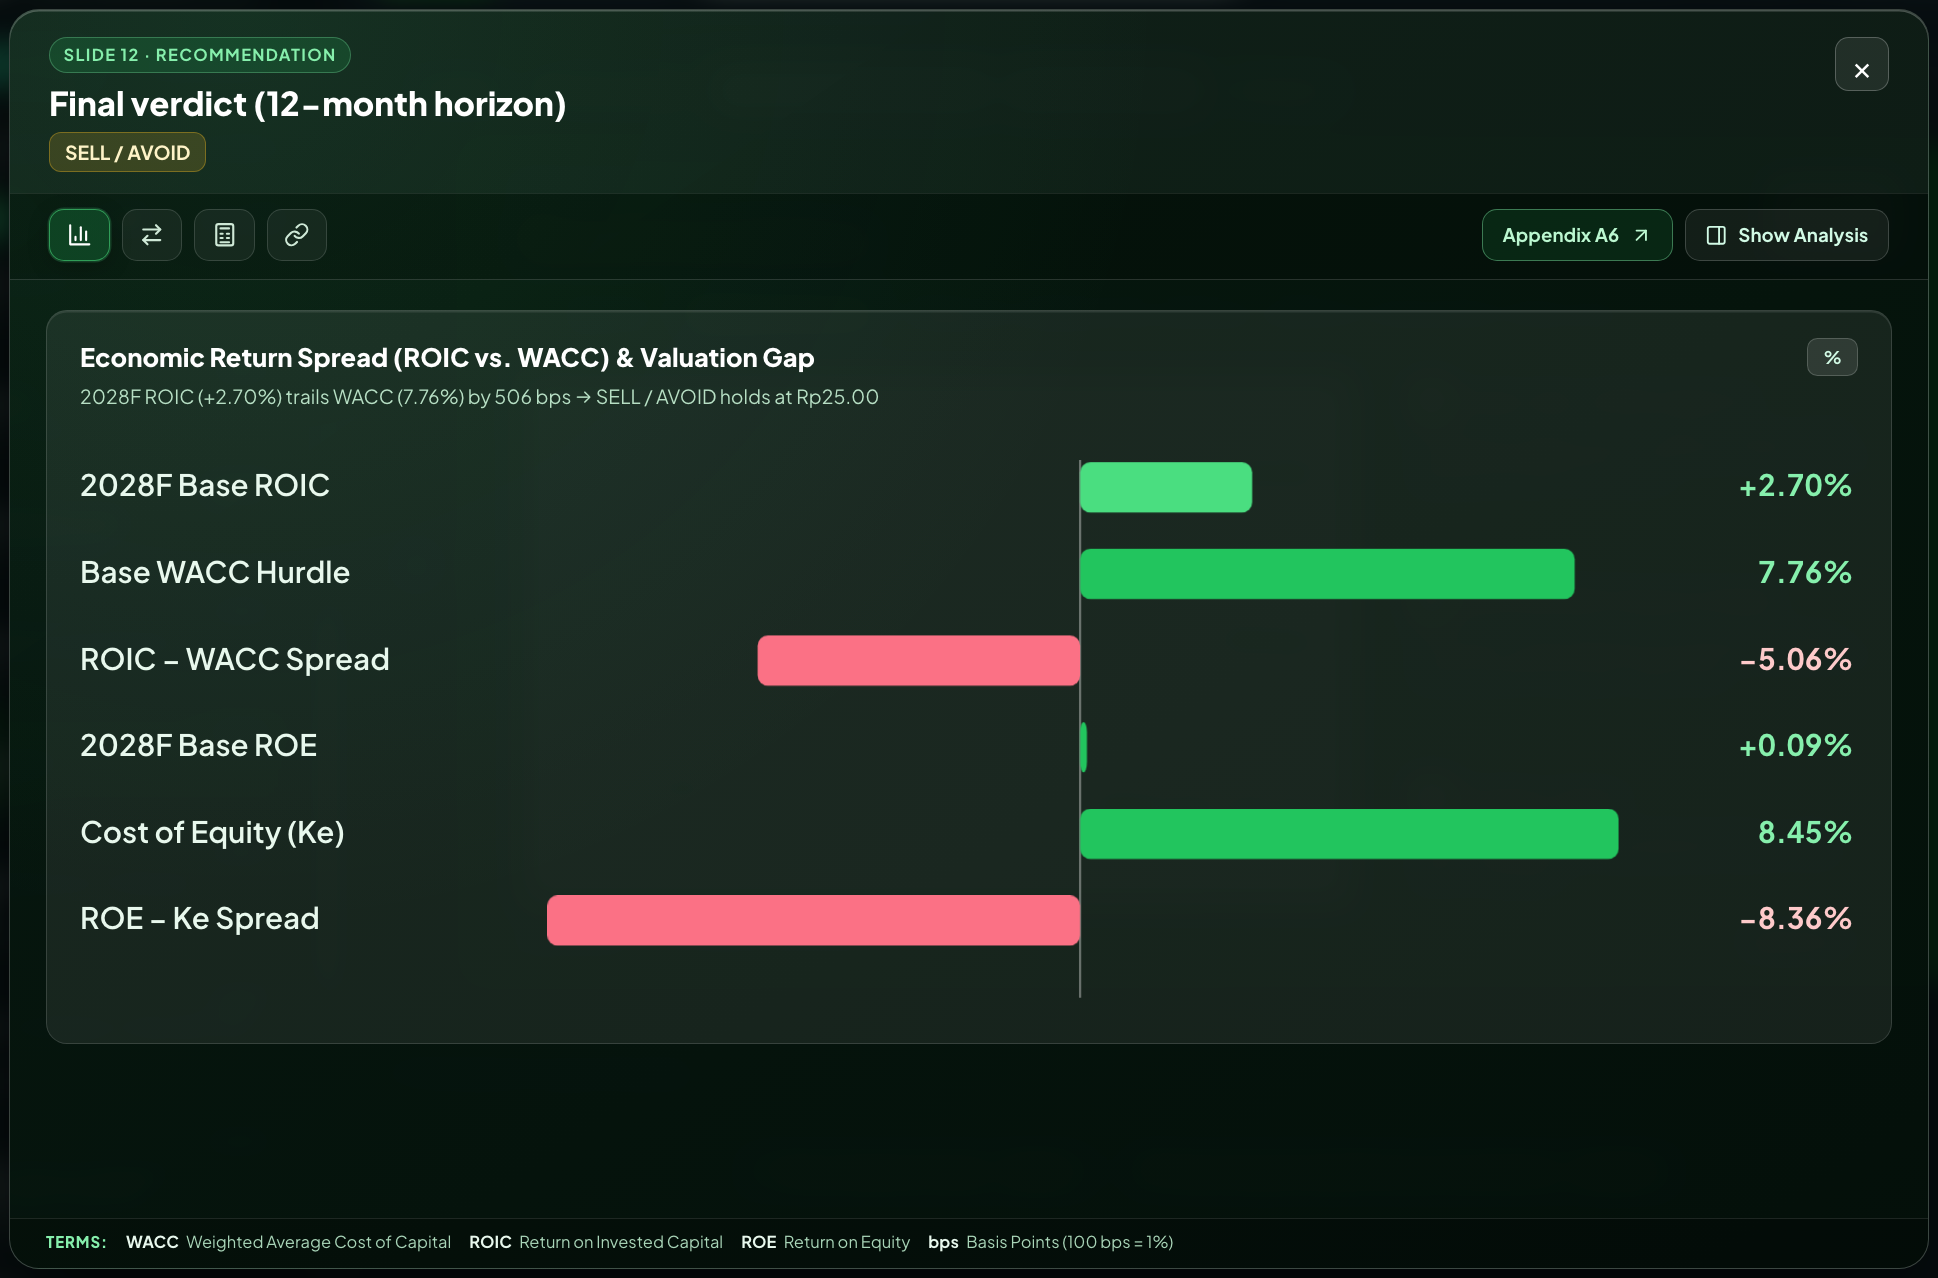 SLIDE 12 · RECOMMENDATION
Final verdict (12–month horizon)
SELL / AVOID
Appendix A6
Show Analysis
Economic Return Spread (ROIC vs. WACC) & Valuation Gap
%
2028F ROIC (+2.70%) trails WACC (7.76%) by 506 bps → SELL / AVOID holds at Rp25.00
2028F Base ROIC +2.70%
Base WACC Hurdle 7.76%
ROIC – WACC Spread −5.06%
2028F Base ROE +0.09%
Cost of Equity (Ke) 8.45%
ROE – Ke Spread −8.36%
TERMS: WACC Weighted Average Cost of Capital ROIC Return on Invested Capital ROE Return on Equity bps Basis Points (100 bps = 1%)